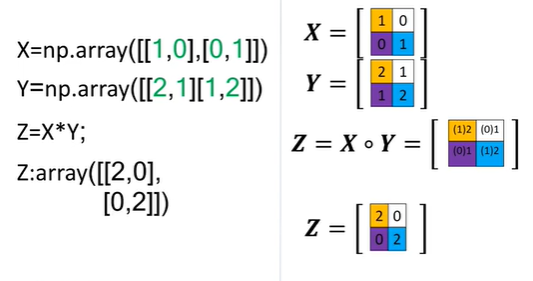 X=np.array([[1,0],[0,1]])
Y=np.array([[2,1][1,2]])
Z=X*Y;
Z:array([[2,0],
[0,2]])
X = [ 1 0
0 1 ]
Y = [ 2 1
1 2 ]
Z = X ∘ Y = [ (1)2 (0)1
(0)1 (1)2 ]
Z = [ 2 0
0 2 ]